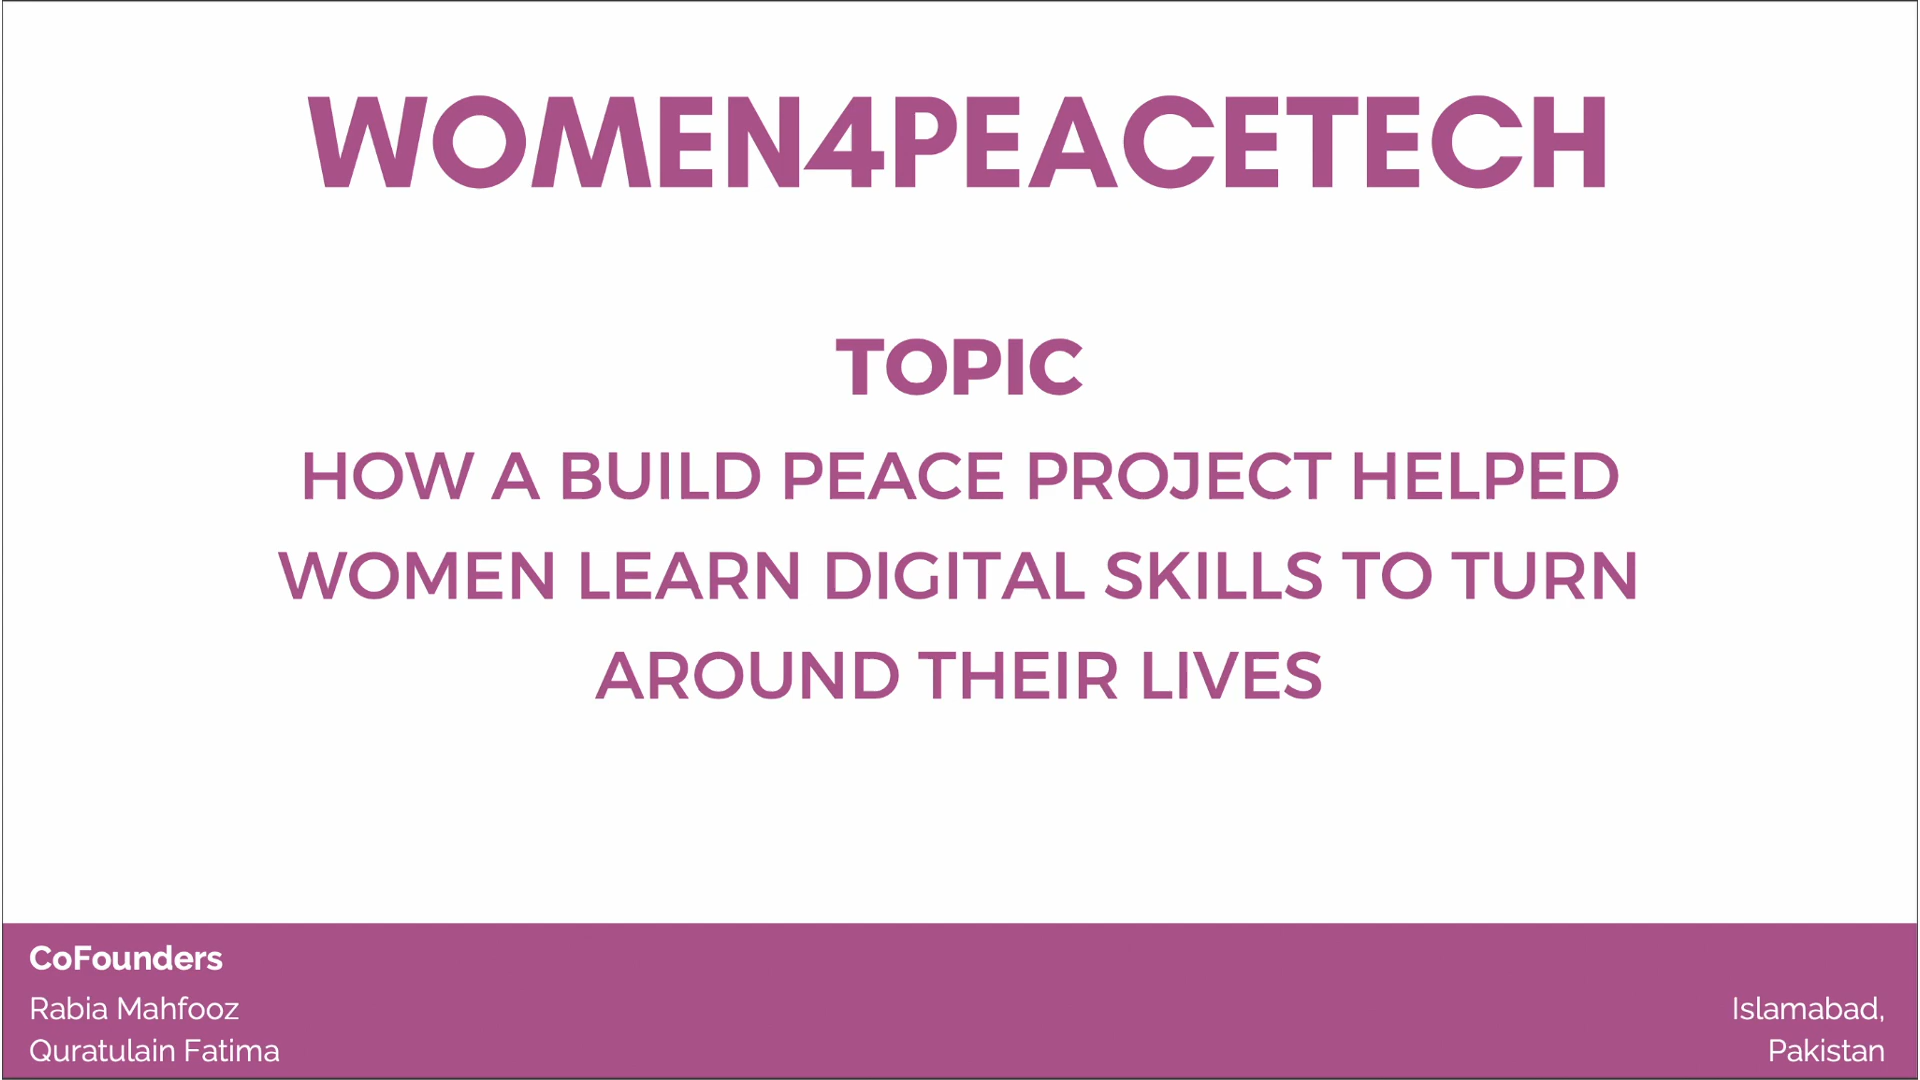 WOMEN4PEACETECH
TOPIC
HOW A BUILD PEACE PROJECT HELPED
WOMEN LEARN DIGITAL SKILLS TO TURN
AROUND THEIR LIVES
CoFounders
Rabia Mahfooz
Quratulain Fatima
Islamabad,
Pakistan